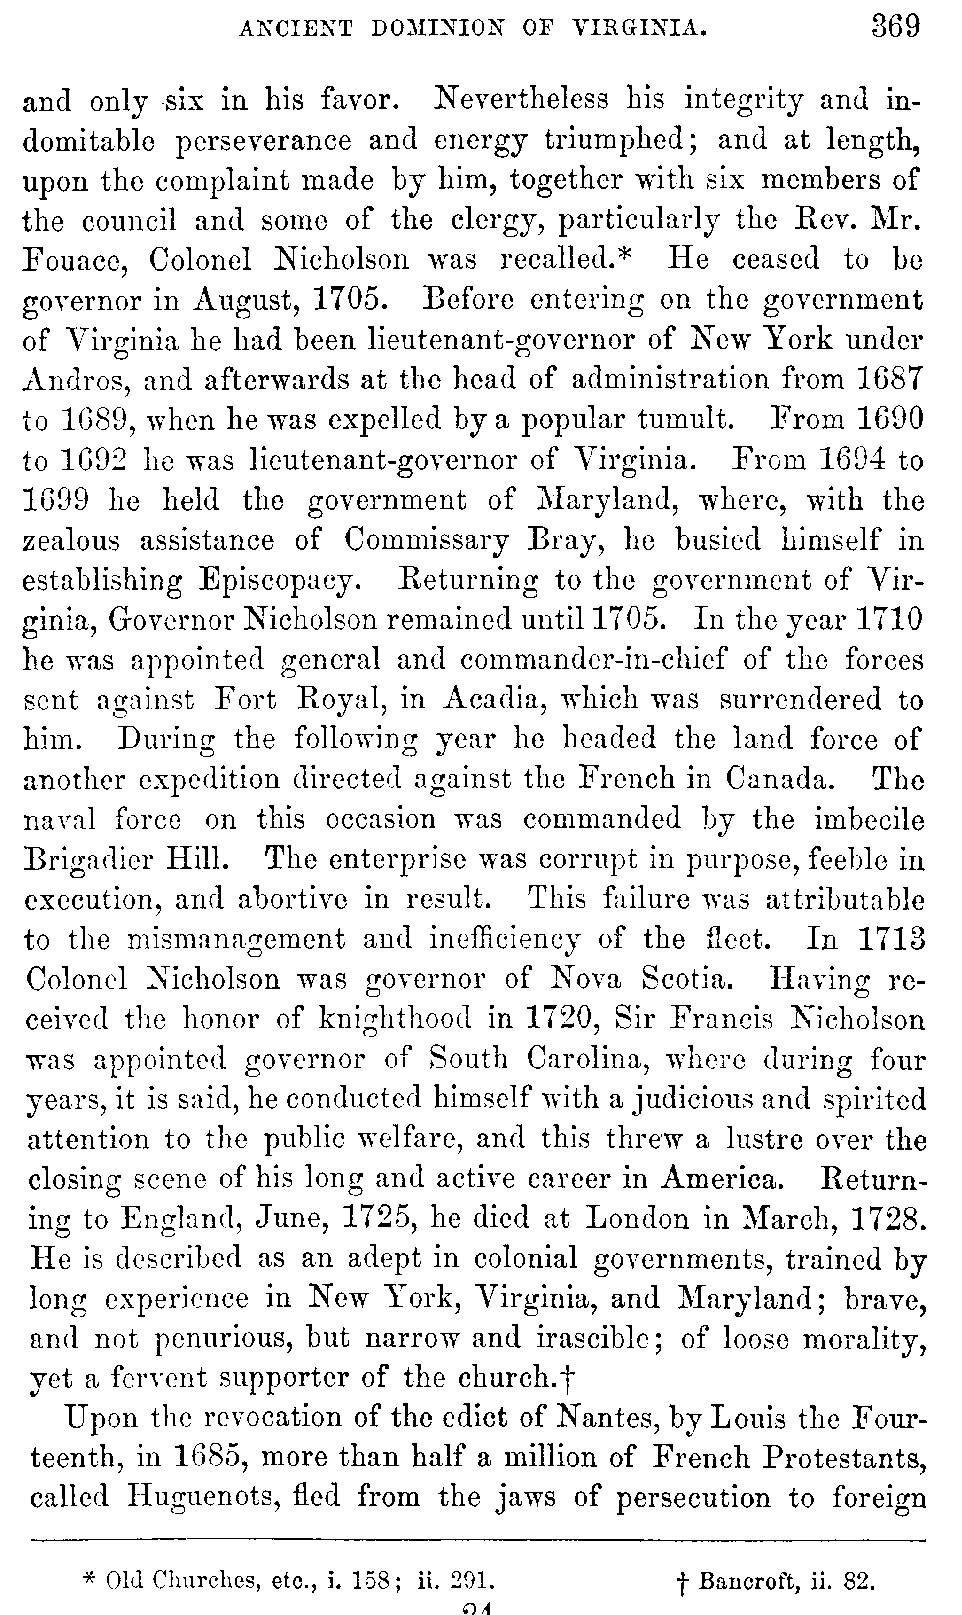 ANCIENT DOMINION OF VIRGINIA. 369
and only six in his favor. Nevertheless his integrity and in-
domitable perseverance and energy triumphed; and at length,
upon the complaint made by him, together with six members of
the council and some of the clergy, particularly the Rev. Mr.
Fouace, Colonel Nicholson was recalled.* He ceased to be
governor in August, 1705. Before entering on the government
of Virginia he had been lieutenant-governor of New York under
Andros, and afterwards at the head of administration from 1687
to 1689, when he was expelled by a popular tumult. From 1690
to 1692 he was lieutenant-governor of Virginia. From 1694 to
1699 he held the government of Maryland, where, with the
zealous assistance of Commissary Bray, he busied himself in
establishing Episcopacy. Returning to the government of Vir-
ginia, Governor Nicholson remained until 1705. In the year 1710
he was appointed general and commander-in-chief of the forces
sent against Fort Royal, in Acadia, which was surrendered to
him. During the following year he headed the land force of
another expedition directed against the French in Canada. The
naval force on this occasion was commanded by the imbecile
Brigadier Hill. The enterprise was corrupt in purpose, feeble in
execution, and abortive in result. This failure was attributable
to the mismanagement and inefficiency of the fleet. In 1713
Colonel Nicholson was governor of Nova Scotia. Having re-
ceived the honor of knighthood in 1720, Sir Francis Nicholson
was appointed governor of South Carolina, where during four
years, it is said, he conducted himself with a judicious and spirited
attention to the public welfare, and this threw a lustre over the
closing scene of his long and active career in America. Return-
ing to England, June, 1725, he died at London in March, 1728.
He is described as an adept in colonial governments, trained by
long experience in New York, Virginia, and Maryland; brave,
and not penurious, but narrow and irascible; of loose morality,
yet a fervent supporter of the church.†
Upon the revocation of the edict of Nantes, by Louis the Four-
teenth, in 1685, more than half a million of French Protestants,
called Huguenots, fled from the jaws of persecution to foreign
* Old Churches, etc., i. 158; ii. 291. † Bancroft, ii. 82.
24